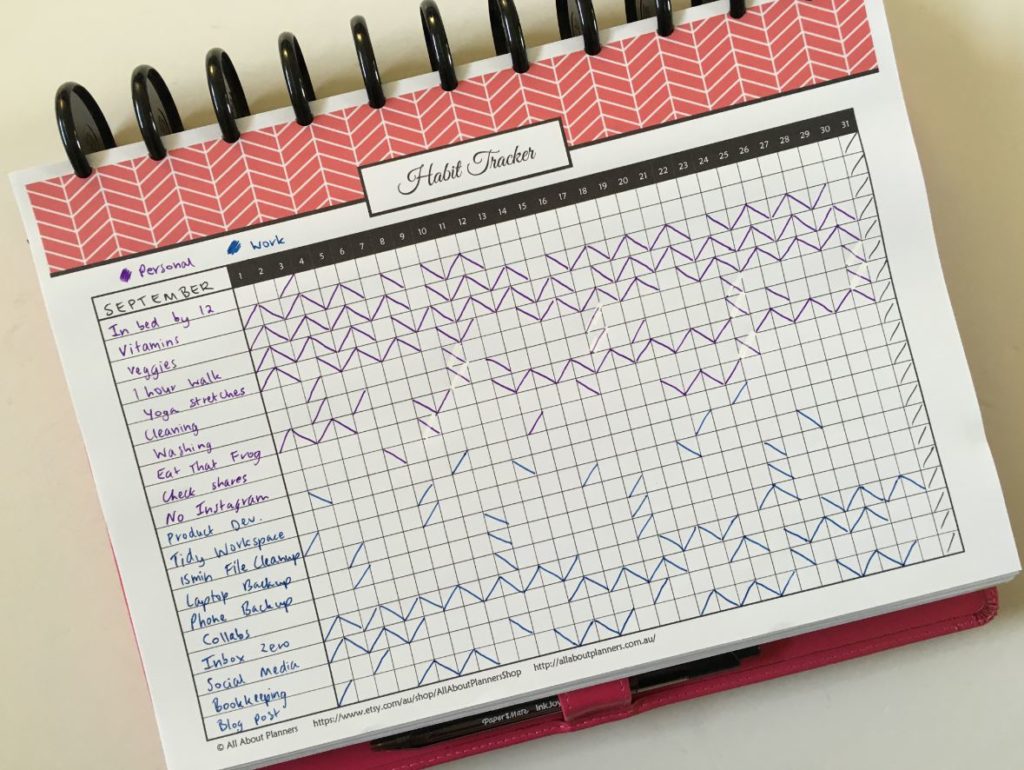 Habit Tracker
Personal
Work
SEPTEMBER 1 2 3 4 5 6 7 8 9 10 11 12 13 14 15 16 17 18 19 20 21 22 23 24 25 26 27 28 29 30 31
In bed by 12
Vitamins
veggies
1 hour walk
Yoga stretches
Cleaning
Washing
Eat That Frog
Check shares
No Instagram
Product Dev.
Tidy Workspace
15min File Cleanup
Laptop Backup
Phone Backup
Collabs
Inbox Zero
Social Media
Bookkeeping
Blog Post
© All About Planners https://www.etsy.com/au/shop/AllAboutPlannersShop http://allaboutplanners.com.au/
PAPER MATE InkJoy